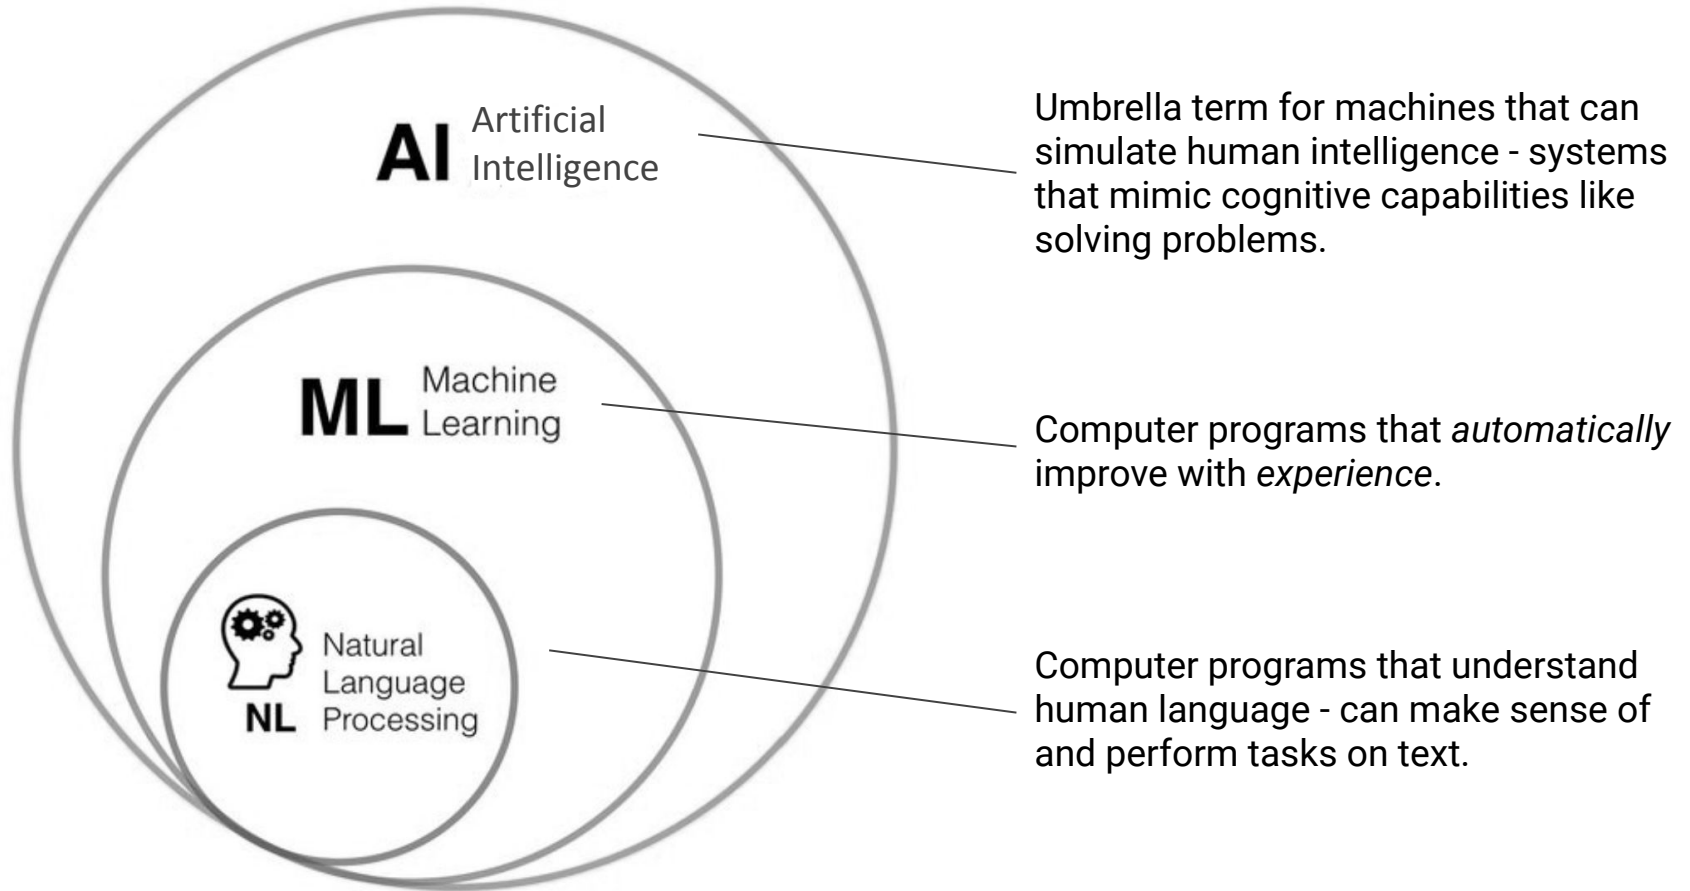 AI Artificial
Intelligence
Umbrella term for machines that can
simulate human intelligence - systems
that mimic cognitive capabilities like
solving problems.
ML Machine
Learning
Computer programs that automatically
improve with experience.
Natural
Language
NL Processing
Computer programs that understand
human language - can make sense of
and perform tasks on text.